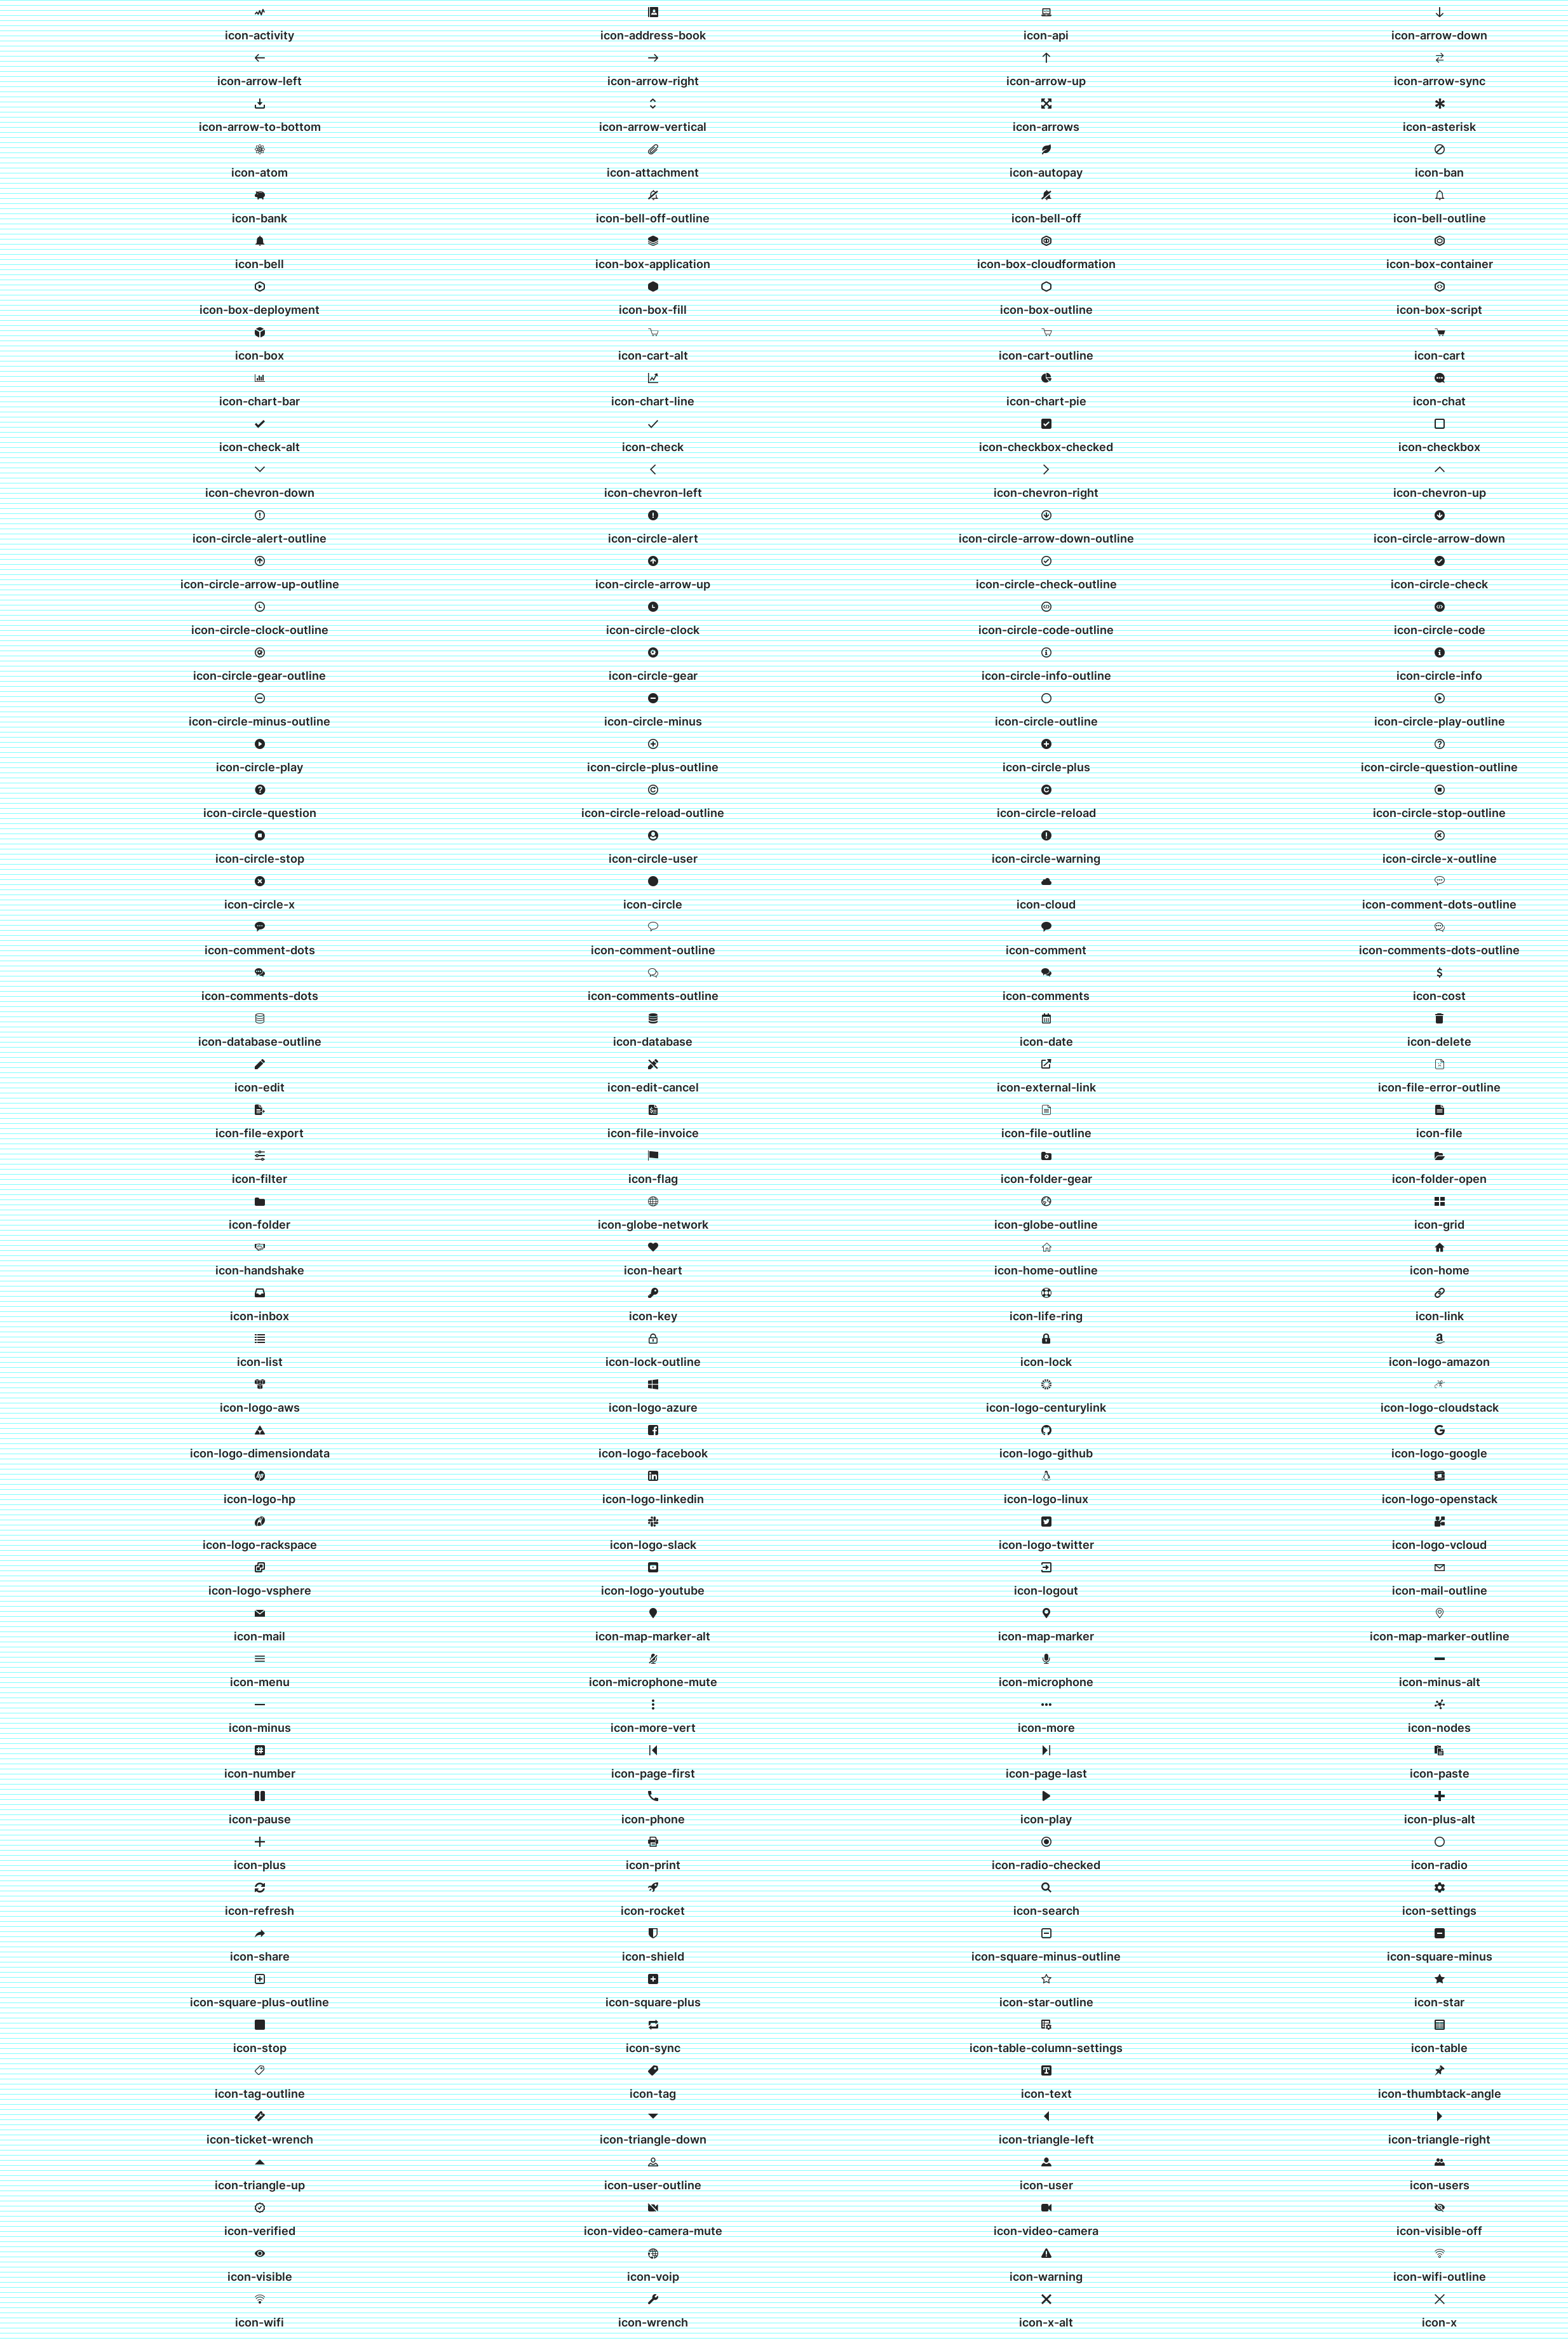 icon-activity icon-address-book icon-api icon-arrow-down
icon-arrow-left icon-arrow-right icon-arrow-up icon-arrow-sync
icon-arrow-to-bottom icon-arrow-vertical icon-arrows icon-asterisk
icon-atom icon-attachment icon-autopay icon-ban
icon-bank icon-bell-off-outline icon-bell-off icon-bell-outline
icon-bell icon-box-application icon-box-cloudformation icon-box-container
icon-box-deployment icon-box-fill icon-box-outline icon-box-script
icon-box icon-cart-alt icon-cart-outline icon-cart
icon-chart-bar icon-chart-line icon-chart-pie icon-chat
icon-check-alt icon-check icon-checkbox-checked icon-checkbox
icon-chevron-down icon-chevron-left icon-chevron-right icon-chevron-up
icon-circle-alert-outline icon-circle-alert icon-circle-arrow-down-outline icon-circle-arrow-down
icon-circle-arrow-up-outline icon-circle-arrow-up icon-circle-check-outline icon-circle-check
icon-circle-clock-outline icon-circle-clock icon-circle-code-outline icon-circle-code
icon-circle-gear-outline icon-circle-gear icon-circle-info-outline icon-circle-info
icon-circle-minus-outline icon-circle-minus icon-circle-outline icon-circle-play-outline
icon-circle-play icon-circle-plus-outline icon-circle-plus icon-circle-question-outline
icon-circle-question icon-circle-reload-outline icon-circle-reload icon-circle-stop-outline
icon-circle-stop icon-circle-user icon-circle-warning icon-circle-x-outline
icon-circle-x icon-circle icon-cloud icon-comment-dots-outline
icon-comment-dots icon-comment-outline icon-comment icon-comments-dots-outline
icon-comments-dots icon-comments-outline icon-comments icon-cost
icon-database-outline icon-database icon-date icon-delete
icon-edit icon-edit-cancel icon-external-link icon-file-error-outline
icon-file-export icon-file-invoice icon-file-outline icon-file
icon-filter icon-flag icon-folder-gear icon-folder-open
icon-folder icon-globe-network icon-globe-outline icon-grid
icon-handshake icon-heart icon-home-outline icon-home
icon-inbox icon-key icon-life-ring icon-link
icon-list icon-lock-outline icon-lock icon-logo-amazon
icon-logo-aws icon-logo-azure icon-logo-centurylink icon-logo-cloudstack
icon-logo-dimensiondata icon-logo-facebook icon-logo-github icon-logo-google
icon-logo-hp icon-logo-linkedin icon-logo-linux icon-logo-openstack
icon-logo-rackspace icon-logo-slack icon-logo-twitter icon-logo-vcloud
icon-logo-vsphere icon-logo-youtube icon-logout icon-mail-outline
icon-mail icon-map-marker-alt icon-map-marker icon-map-marker-outline
icon-menu icon-microphone-mute icon-microphone icon-minus-alt
icon-minus icon-more-vert icon-more icon-nodes
icon-number icon-page-first icon-page-last icon-paste
icon-pause icon-phone icon-play icon-plus-alt
icon-plus icon-print icon-radio-checked icon-radio
icon-refresh icon-rocket icon-search icon-settings
icon-share icon-shield icon-square-minus-outline icon-square-minus
icon-square-plus-outline icon-square-plus icon-star-outline icon-star
icon-stop icon-sync icon-table-column-settings icon-table
icon-tag-outline icon-tag icon-text icon-thumbtack-angle
icon-ticket-wrench icon-triangle-down icon-triangle-left icon-triangle-right
icon-triangle-up icon-user-outline icon-user icon-users
icon-verified icon-video-camera-mute icon-video-camera icon-visible-off
icon-visible icon-voip icon-warning icon-wifi-outline
icon-wifi icon-wrench icon-x-alt icon-x